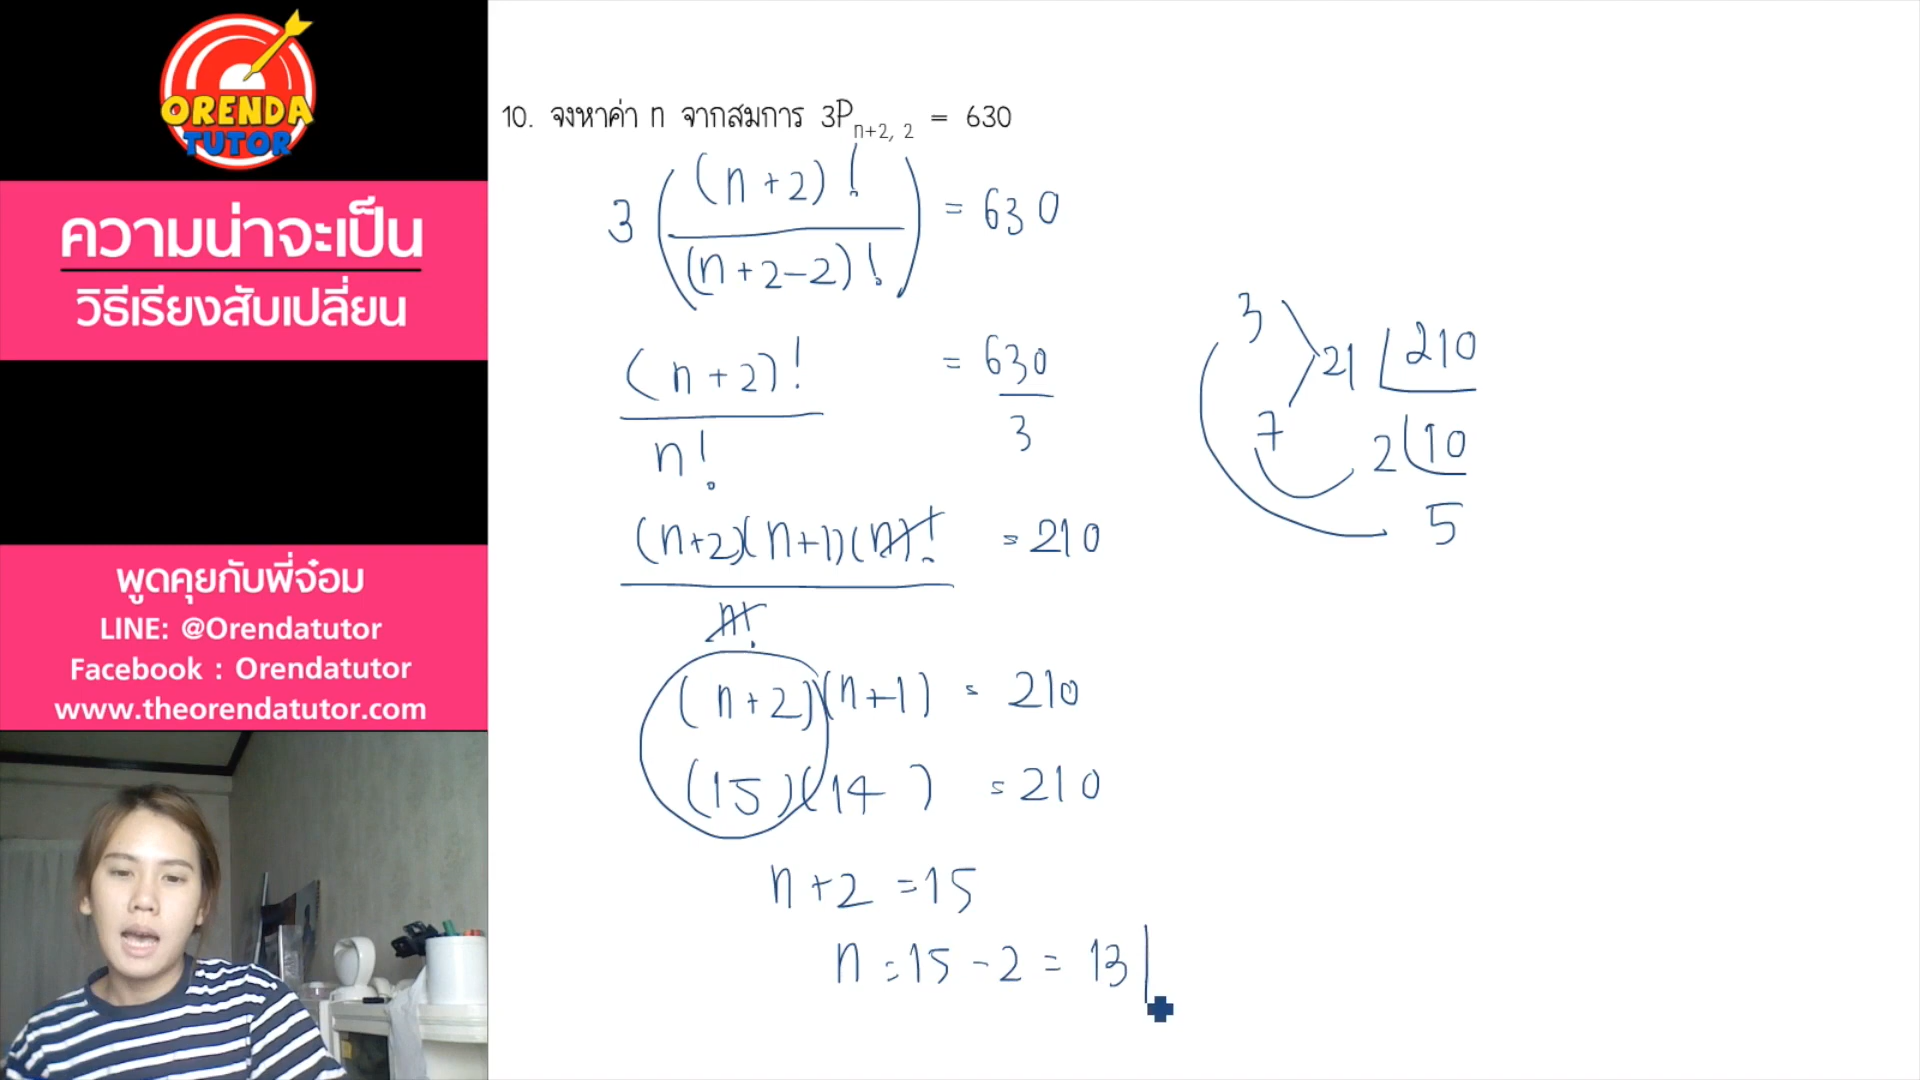 ORENDA
TUTOR
ความน่าจะเป็น
วิธีเรียงสับเปลี่ยน
พูดคุยกับพี่จ๋อม
LINE: @Orendatutor
Facebook : Orendatutor
www.theorendatutor.com
10. จงหาค่า n จากสมการ 3P n+2, 2 = 630
3 ( (n+2)! / (n+2-2)! ) = 630
(n+2)! / n! = 630 / 3
(n+2)(n+1)(n)! / n! = 210
(n+2)(n+1) = 210
(15)(14) = 210
n+2 = 15
n = 15 - 2 = 13
3
21 210
7
2 10
5